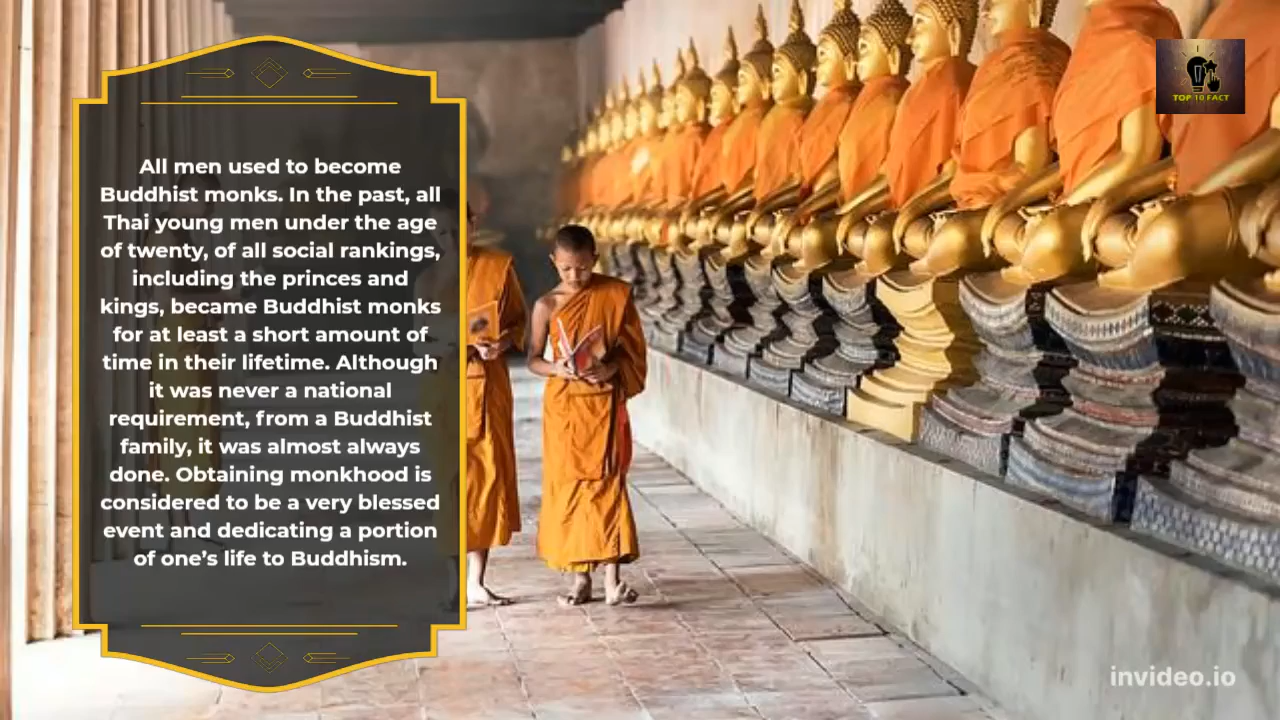 All men used to become
Buddhist monks. In the past, all
Thai young men under the age
of twenty, of all social rankings,
including the princes and
kings, became Buddhist monks
for at least a short amount of
time in their lifetime. Although
it was never a national
requirement, from a Buddhist
family, it was almost always
done. Obtaining monkhood is
considered to be a very blessed
event and dedicating a portion
of one's life to Buddhism.
TOP 10 FACT
invideo.io